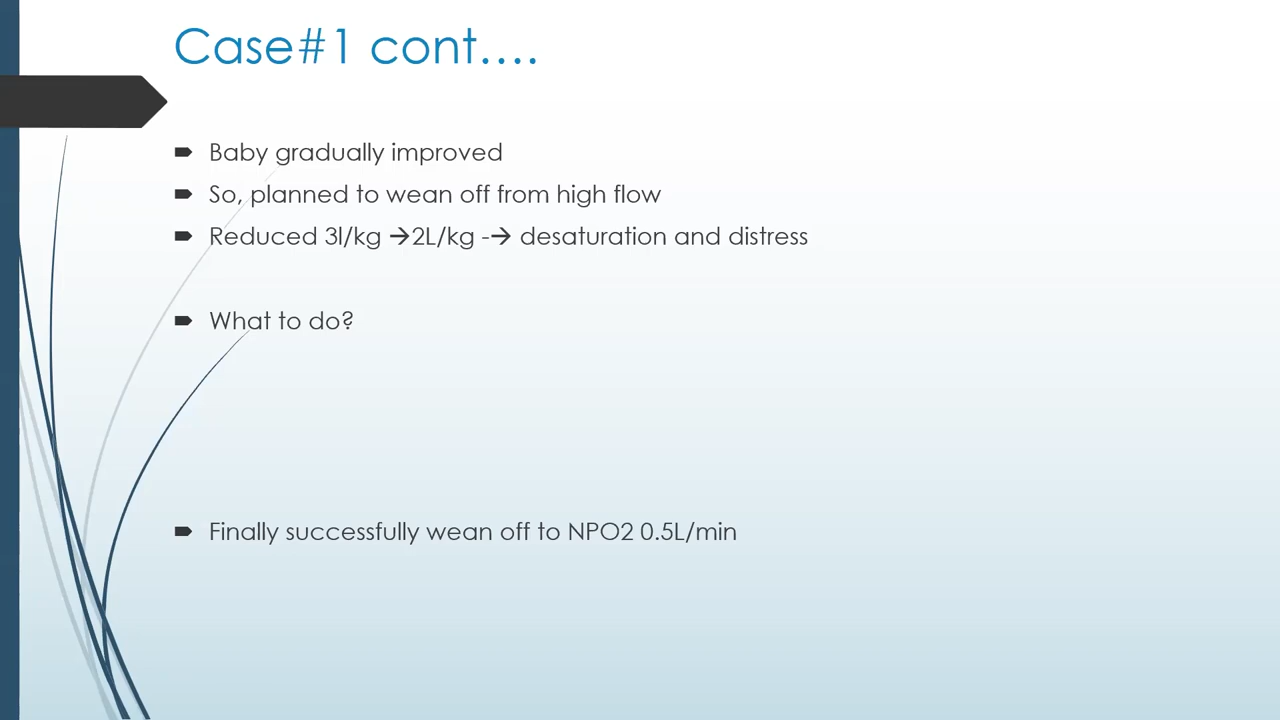 Case#1 cont....
Baby gradually improved
So, planned to wean off from high flow
Reduced 3l/kg →2L/kg -→ desaturation and distress
What to do?
Finally successfully wean off to NPO2 0.5L/min